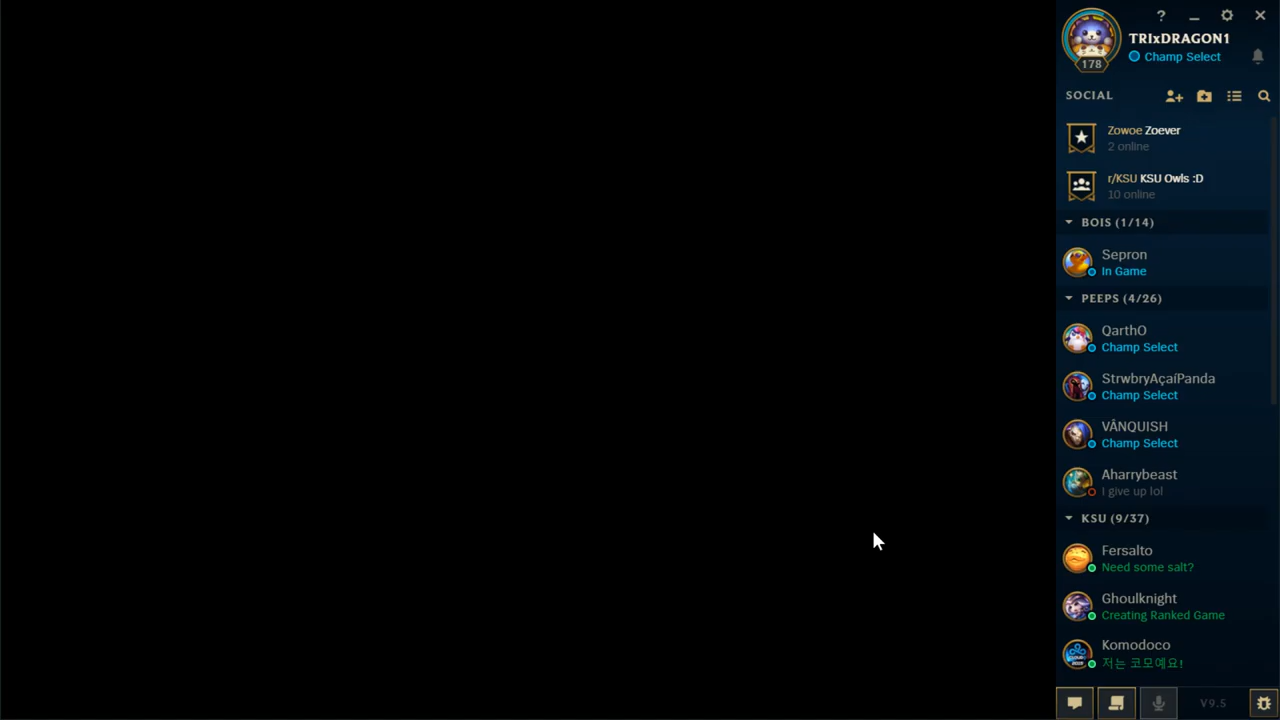 ?
TRIxDRAGON1
Champ Select
178
SOCIAL
Zowoe Zoever
2 online
r/KSU KSU Owls :D
10 online
BOIS (1/14)
Sepron
In Game
PEEPS (4/26)
QarthO
Champ Select
StrwbryAçaíPanda
Champ Select
VÂNQUISH
Champ Select
Aharrybeast
I give up lol
KSU (9/37)
Fersalto
Need some salt?
Ghoulknight
Creating Ranked Game
Komodoco
저는 코모예요!
V9.5